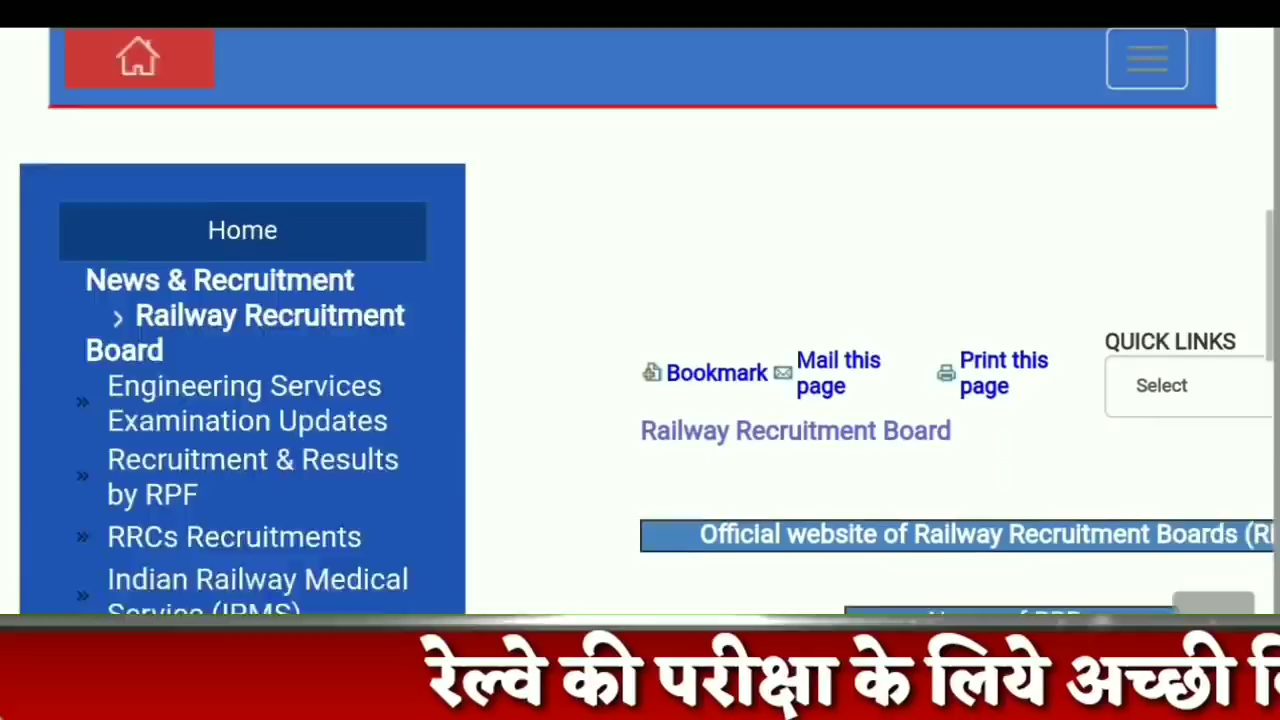 Home
News & Recruitment
› Railway Recruitment
Board
» Engineering Services
Examination Updates
» Recruitment & Results
by RPF
» RRCs Recruitments
» Indian Railway Medical
Service (IRMS)
QUICK LINKS
Select
Bookmark
Mail this
page
Print this
page
Railway Recruitment Board
Official website of Railway Recruitment Boards
रेल्वे की परीक्षा के लिये अच्छी